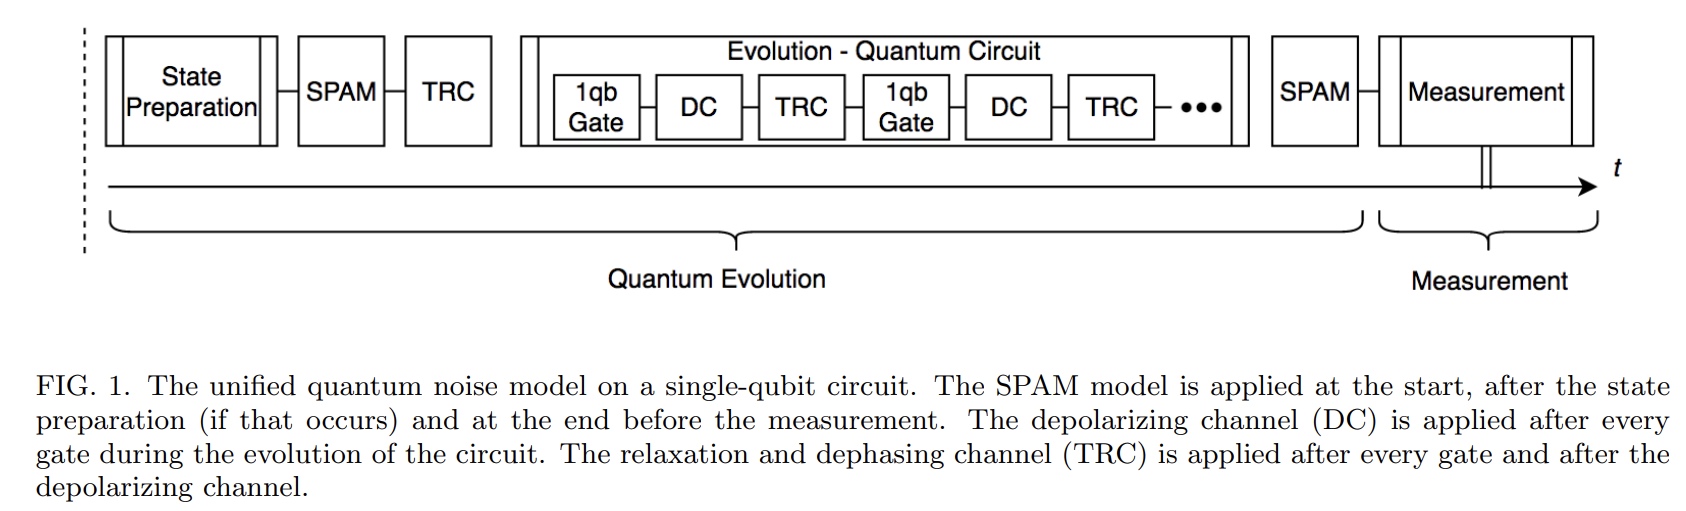 State
Preparation
SPAM
TRC
Evolution - Quantum Circuit
1qb
Gate
DC
TRC
1qb
Gate
DC
TRC
•••
SPAM
Measurement
t
Quantum Evolution
Measurement
FIG. 1. The unified quantum noise model on a single-qubit circuit. The SPAM model is applied at the start, after the state
preparation (if that occurs) and at the end before the measurement. The depolarizing channel (DC) is applied after every
gate during the evolution of the circuit. The relaxation and dephasing channel (TRC) is applied after every gate and after the
depolarizing channel.